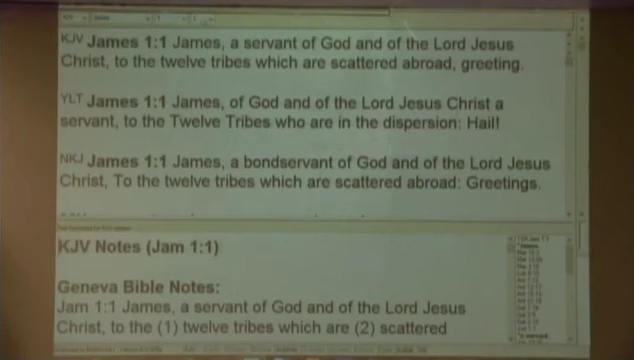 KJV James 1:1 James, a servant of God and of the Lord Jesus
Christ, to the twelve tribes which are scattered abroad, greeting.
YLT James 1:1 James, of God and of the Lord Jesus Christ a
servant, to the Twelve Tribes who are in the dispersion: Hail!
NKJ James 1:1 James, a bondservant of God and of the Lord Jesus
Christ, To the twelve tribes which are scattered abroad: Greetings.
KJV Notes (Jam 1:1)
Geneva Bible Notes:
Jam 1:1 James, a servant of God and of the Lord Jesus
Christ, to the (1) twelve tribes which are (2) scattered